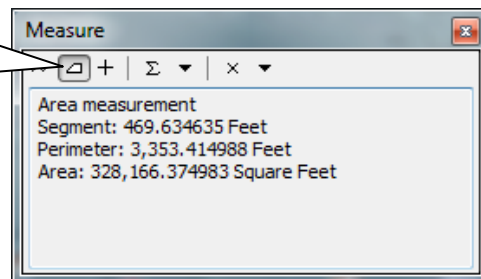 Measure
Area measurement
Segment: 469.634635 Feet
Perimeter: 3,353.414988 Feet
Area: 328,166.374983 Square Feet